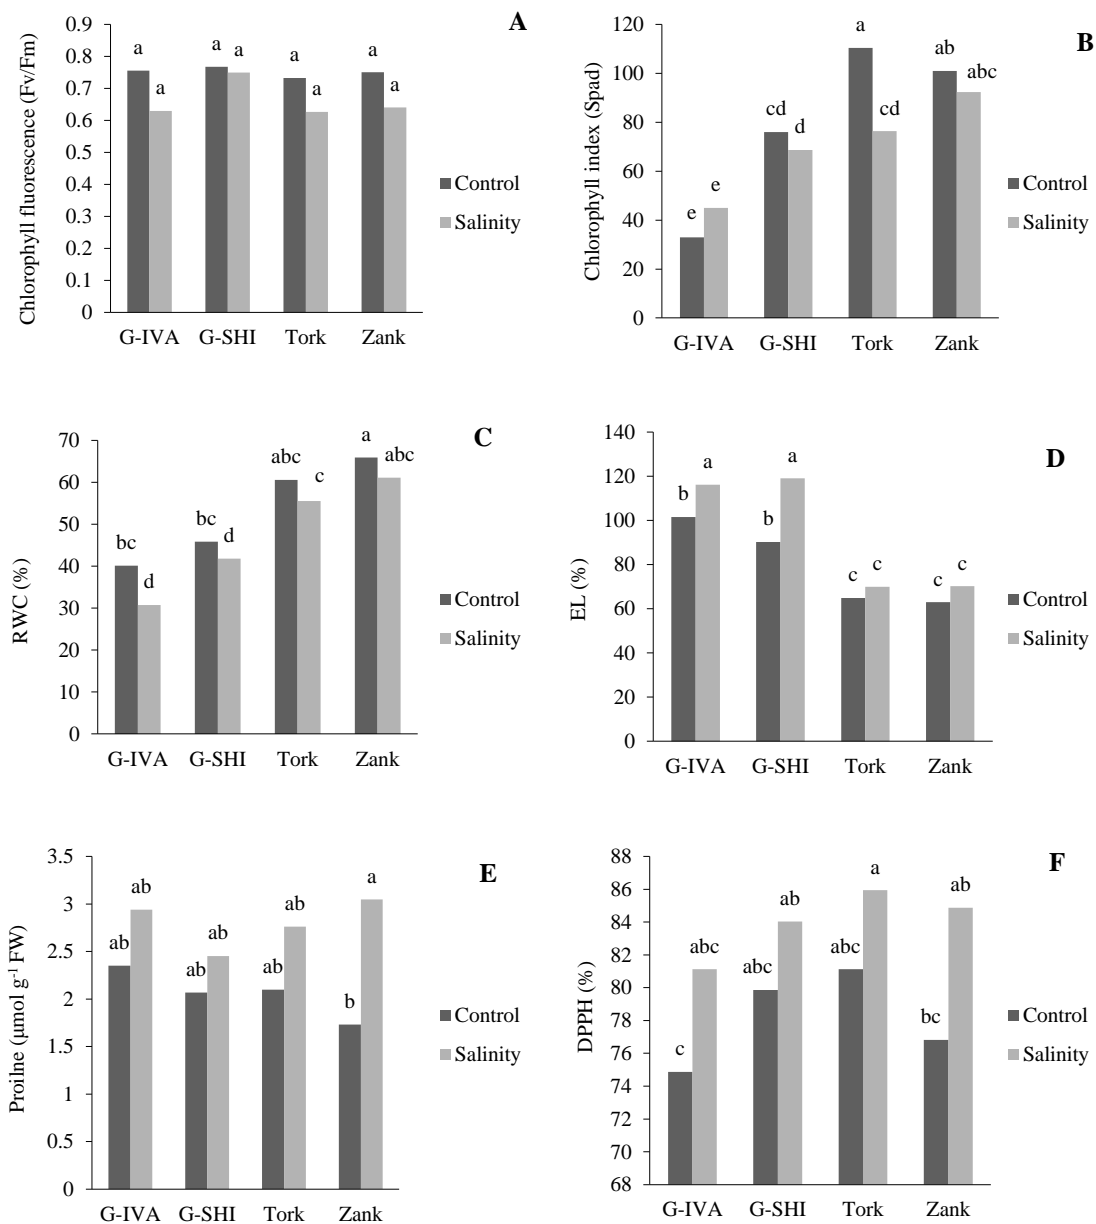 A
Chlorophyll fluorescence (Fv/Fm)
0.9
0.8
0.7
0.6
0.5
0.4
0.3
0.2
0.1
0
a a a a a a a a
G-IVA G-SHI Tork Zank
Control
Salinity
B
Chlorophyll index (Spad)
120
100
80
60
40
20
0
e e cd d a cd ab abc
G-IVA G-SHI Tork Zank
Control
Salinity
C
RWC (%)
70
60
50
40
30
20
10
0
bc d bc d abc c a abc
G-IVA G-SHI Tork Zank
Control
Salinity
D
EL (%)
140
120
100
80
60
40
20
0
b a b a c c c c
G-IVA G-SHI Tork Zank
Control
Salinity
E
Proilne (µmol g⁻¹ FW)
3.5
3
2.5
2
1.5
1
0.5
0
ab ab ab ab ab ab b a
G-IVA G-SHI Tork Zank
Control
Salinity
F
DPPH (%)
88
86
84
82
80
78
76
74
72
70
68
c abc abc ab abc a bc ab
G-IVA G-SHI Tork Zank
Control
Salinity